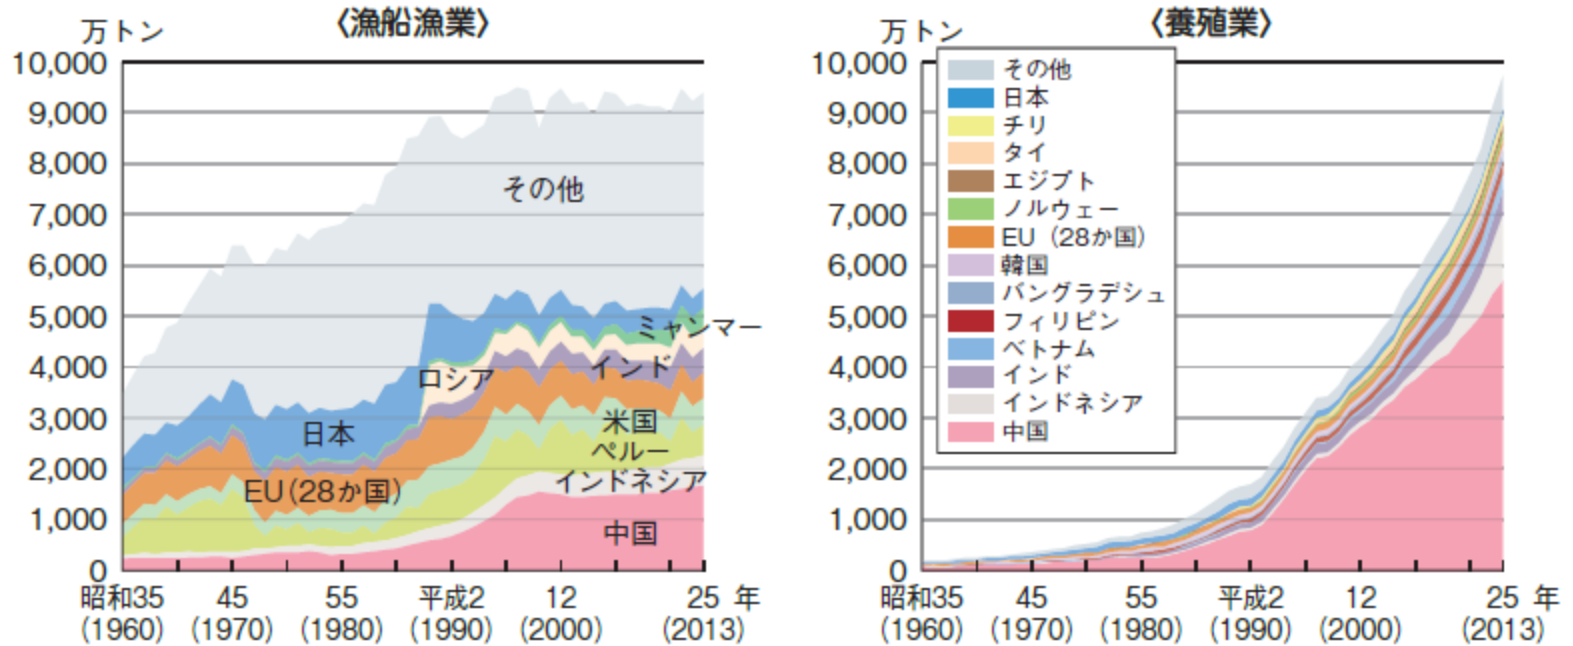 〈漁船漁業〉
万トン
10,000
9,000
8,000
7,000
6,000
5,000
4,000
3,000
2,000
1,000
0
その他
ミャンマー
インド
ロシア
日本
米国
ペルー
EU(28か国)
インドネシア
中国
昭和35 45 55 平成2 12 25 年
(1960) (1970) (1980) (1990) (2000) (2013)
〈養殖業〉
万トン
10,000
9,000
8,000
7,000
6,000
5,000
4,000
3,000
2,000
1,000
0
その他
日本
チリ
タイ
エジプト
ノルウェー
EU(28か国)
韓国
バングラデシュ
フィリピン
ベトナム
インド
インドネシア
中国
昭和35 45 55 平成2 12 25 年
(1960) (1970) (1980) (1990) (2000) (2013)